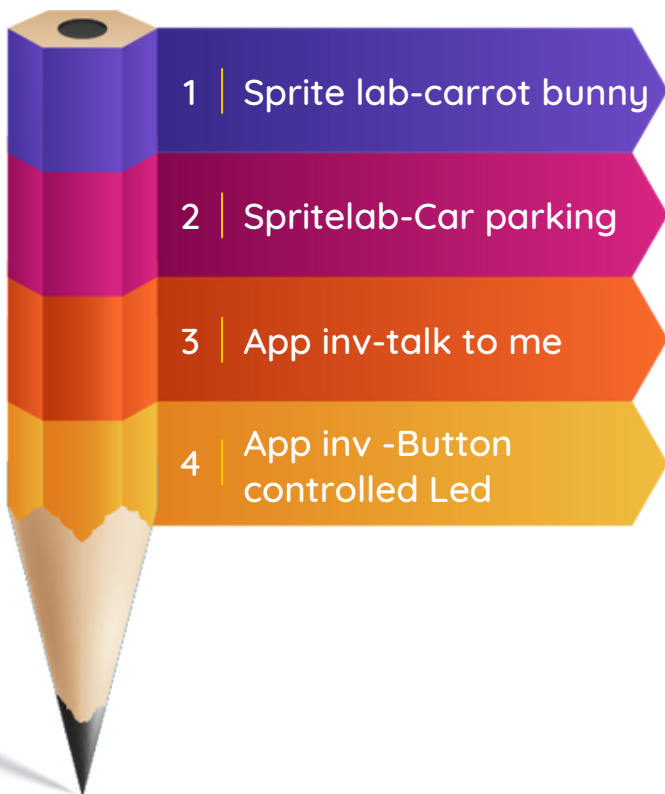 1 Sprite lab-carrot bunny
2 Spritelab-Car parking
3 App inv-talk to me
4 App inv -Button
controlled Led